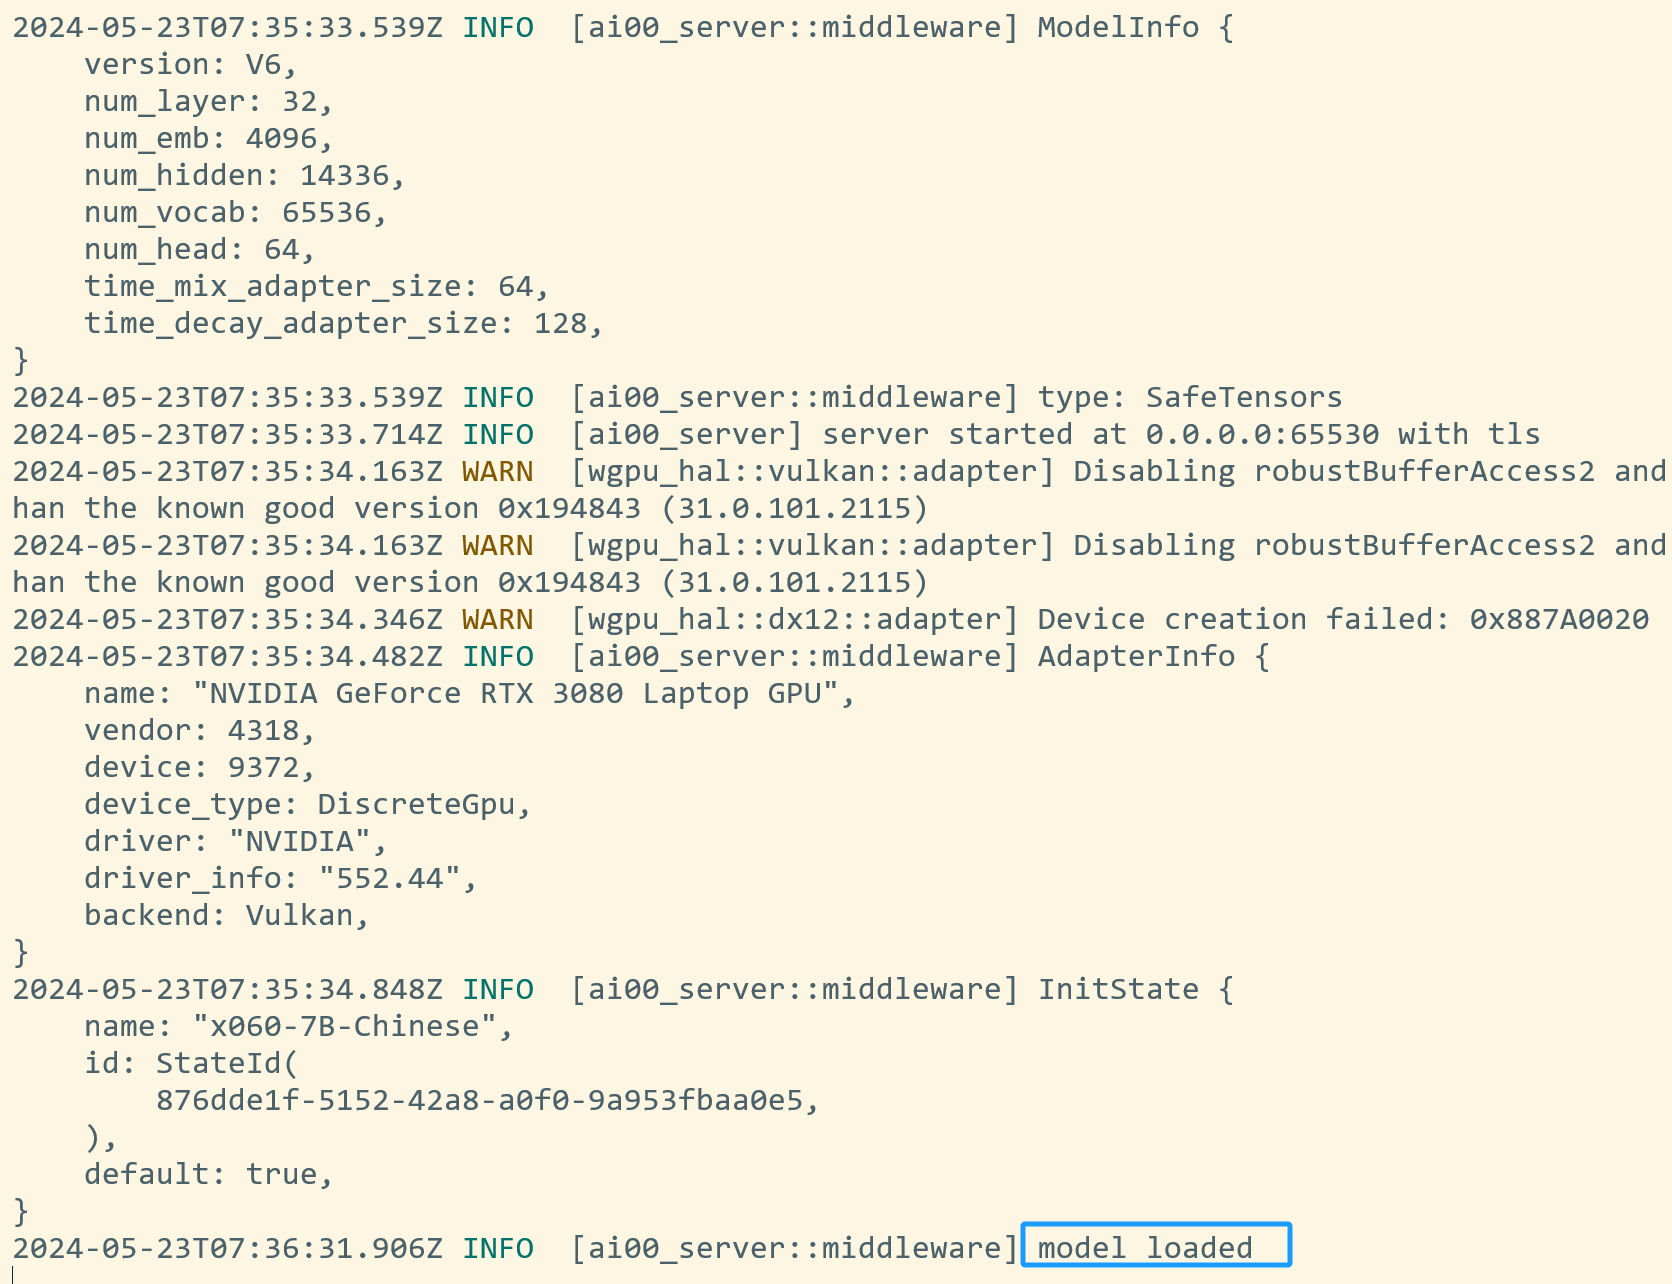 2024-05-23T07:35:33.539Z INFO  [ai00_server::middleware] ModelInfo {
    version: V6,
    num_layer: 32,
    num_emb: 4096,
    num_hidden: 14336,
    num_vocab: 65536,
    num_head: 64,
    time_mix_adapter_size: 64,
    time_decay_adapter_size: 128,
}
2024-05-23T07:35:33.539Z INFO  [ai00_server::middleware] type: SafeTensors
2024-05-23T07:35:33.714Z INFO  [ai00_server] server started at 0.0.0.0:65530 with tls
2024-05-23T07:35:34.163Z WARN  [wgpu_hal::vulkan::adapter] Disabling robustBufferAccess2 and
han the known good version 0x194843 (31.0.101.2115)
2024-05-23T07:35:34.163Z WARN  [wgpu_hal::vulkan::adapter] Disabling robustBufferAccess2 and
han the known good version 0x194843 (31.0.101.2115)
2024-05-23T07:35:34.346Z WARN  [wgpu_hal::dx12::adapter] Device creation failed: 0x887A0020
2024-05-23T07:35:34.482Z INFO  [ai00_server::middleware] AdapterInfo {
    name: "NVIDIA GeForce RTX 3080 Laptop GPU",
    vendor: 4318,
    device: 9372,
    device_type: DiscreteGpu,
    driver: "NVIDIA",
    driver_info: "552.44",
    backend: Vulkan,
}
2024-05-23T07:35:34.848Z INFO  [ai00_server::middleware] InitState {
    name: "x060-7B-Chinese",
    id: StateId(
        876dde1f-5152-42a8-a0f0-9a953fbaa0e5,
    ),
    default: true,
}
2024-05-23T07:36:31.906Z INFO  [ai00_server::middleware] model loaded